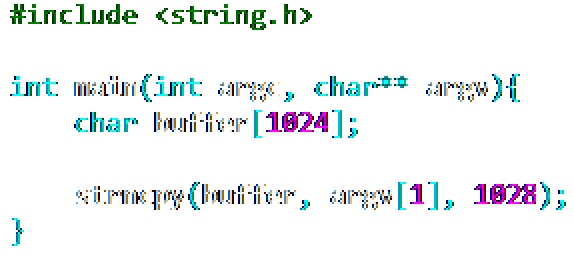 #include <string.h>
int main(int argc, char** argv){
char buffer[1024];
strncpy(buffer, argv[1], 1028);
}